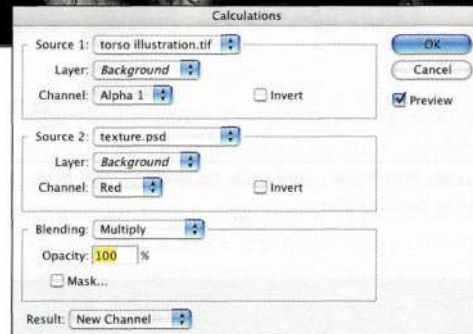 Calculations
Source 1: torso illustration.tif
OK
Layer: Background
Cancel
Channel: Alpha 1
Invert
Preview
Source 2: texture.psd
Layer: Background
Channel: Red
Invert
Blending: Multiply
Opacity: 100 %
Mask...
Result: New Channel